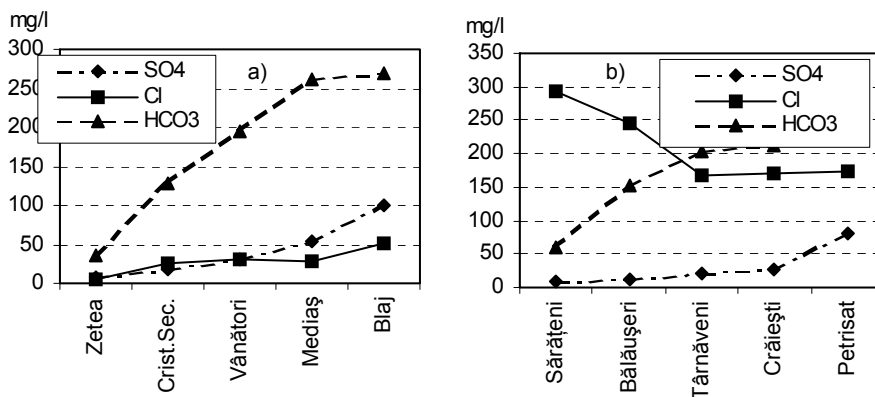 mg/l
300
250
200
150
100
50
0
SO4
Cl
HCO3
a)
Zetea
Crist.Sec.
Vânători
Mediaş
Blaj
mg/l
350
300
250
200
150
100
50
0
b)
SO4
Cl
HCO3
Sărățeni
Bălăuşeri
Târnăveni
Crăieşti
Petrisat